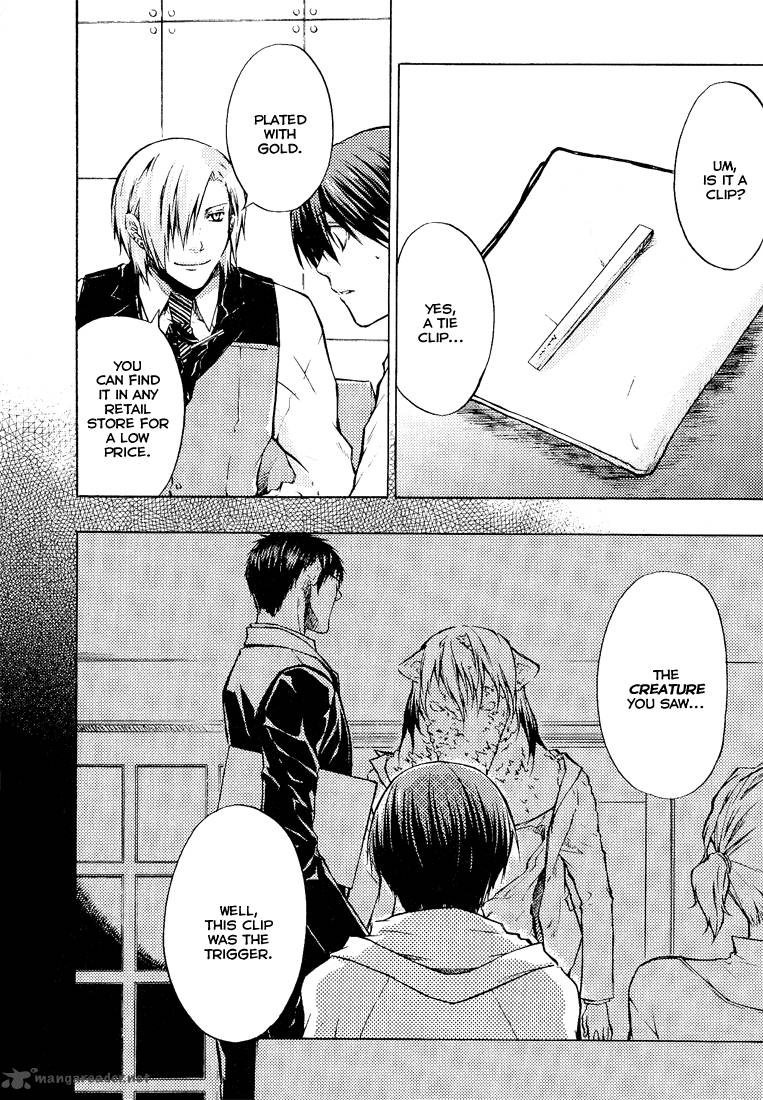 UM,
IS IT A
CLIP?
YES,
A TIE
CLIP...
PLATED
WITH
GOLD.
YOU
CAN FIND
IT IN ANY
RETAIL
STORE FOR
A LOW
PRICE.
THE
CREATURE
YOU SAW...
WELL,
THIS CLIP
WAS THE
TRIGGER.
mangareader.net